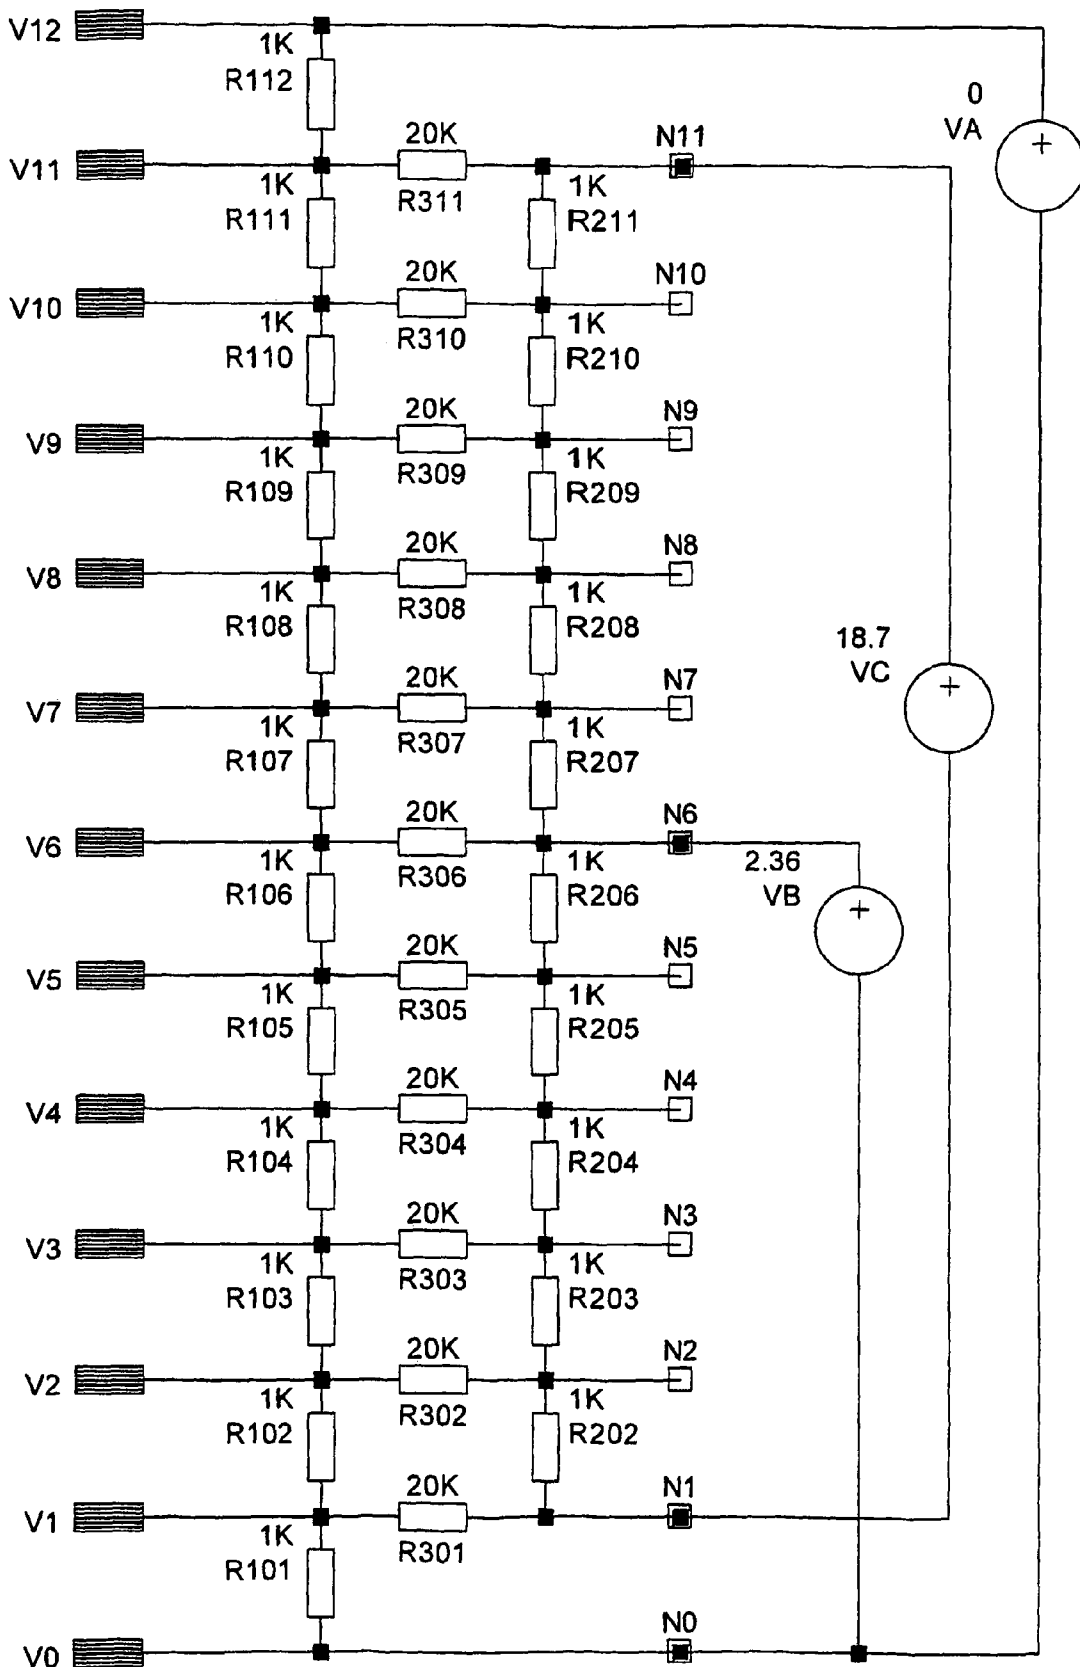 V12
1K
R112
0
VA
V11
20K
N11
1K
R111
R311
1K
R211
V10
20K
N10
1K
R110
R310
1K
R210
V9
20K
N9
1K
R109
R309
1K
R209
V8
20K
N8
1K
R108
R308
1K
R208
18.7
VC
V7
20K
N7
1K
R107
R307
1K
R207
V6
20K
N6
1K
R106
R306
1K
R206
2.36
VB
V5
20K
N5
1K
R105
R305
1K
R205
V4
20K
N4
1K
R104
R304
1K
R204
V3
20K
N3
1K
R103
R303
1K
R203
V2
20K
N2
1K
R102
R302
1K
R202
V1
20K
N1
1K
R101
R301
V0
N0